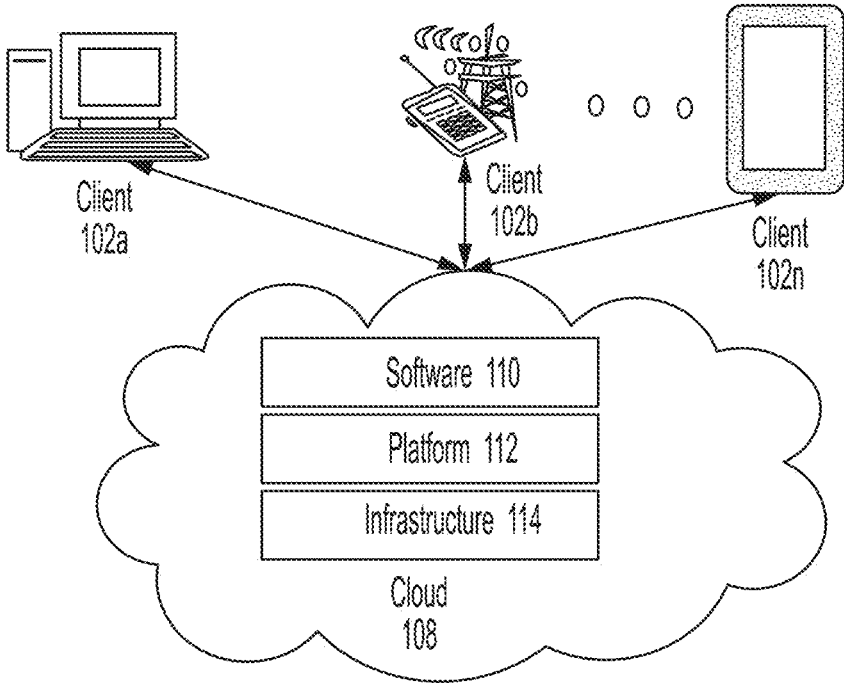 Client
102a
Client
102b
Client
102n
Software 110
Platform 112
Infrastructure 114
Cloud
108